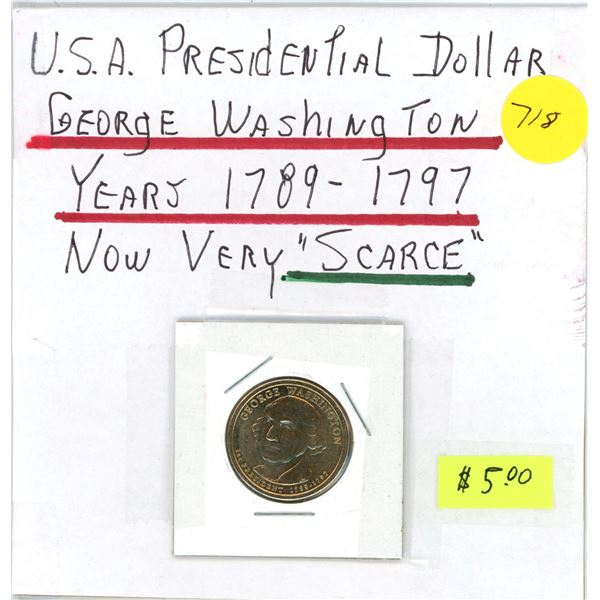 U.S.A. PRESIDENTIAL DOLLAR
GEORGE WASHINGTON
718
YEARS 1789-1797
NOW VERY "SCARCE"
GEORGE WASHINGTON
1ST PRESIDENT 1789-1797
$5.00